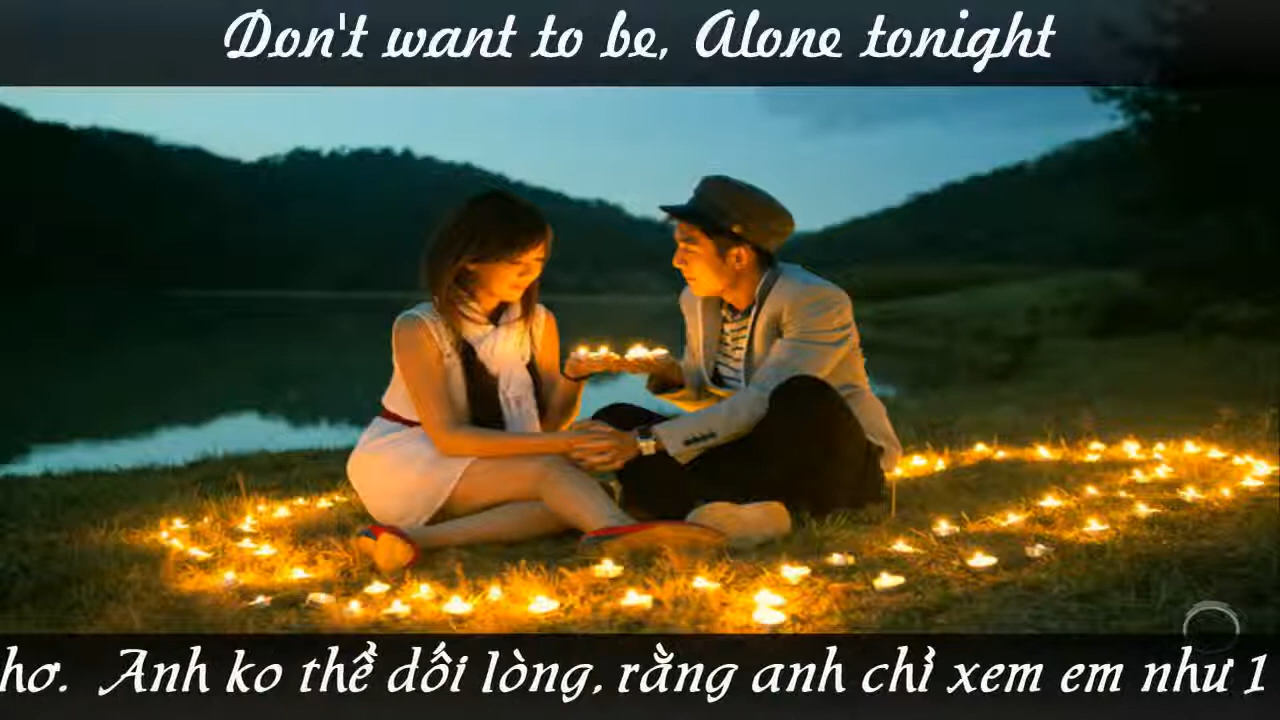 Don't want to be, Alone tonight
hơ. Anh ko thể dối lòng, rằng anh chỉ xem em như 1